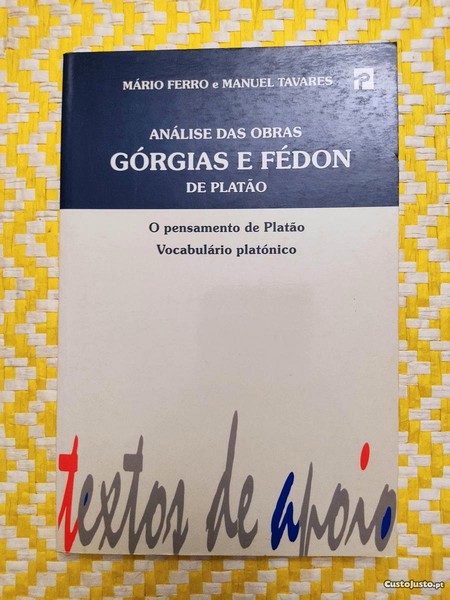 MÁRIO FERRO e MANUEL TAVARES
ANÁLISE DAS OBRAS
GÓRGIAS E FÉDON
DE PLATÃO
O pensamento de Platão
Vocabulário platónico
textos de apoio
CustoJusto.pt